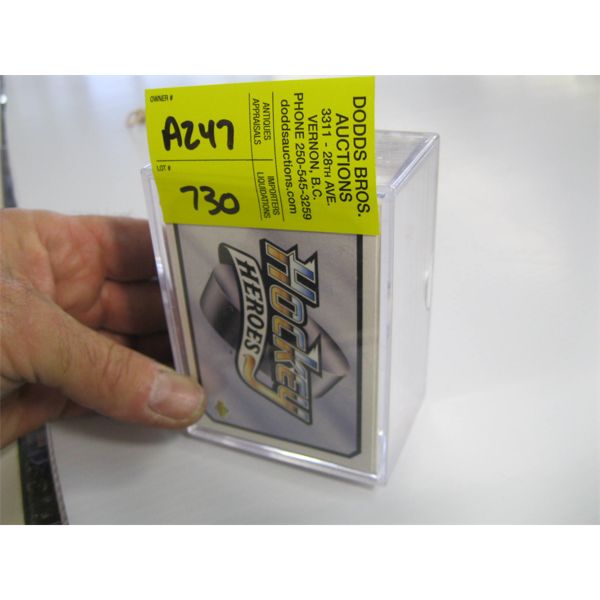 OWNER #
A247
LOT #
730
ANTIQUES
APPRAISALS
IMPORTERS
LIQUIDATIONS
DODDS BROS.
AUCTIONS
3311 - 28TH AVE.
VERNON, B.C.
PHONE 250-545-3259
doddsauctions.com
HOCKEY
HEROES